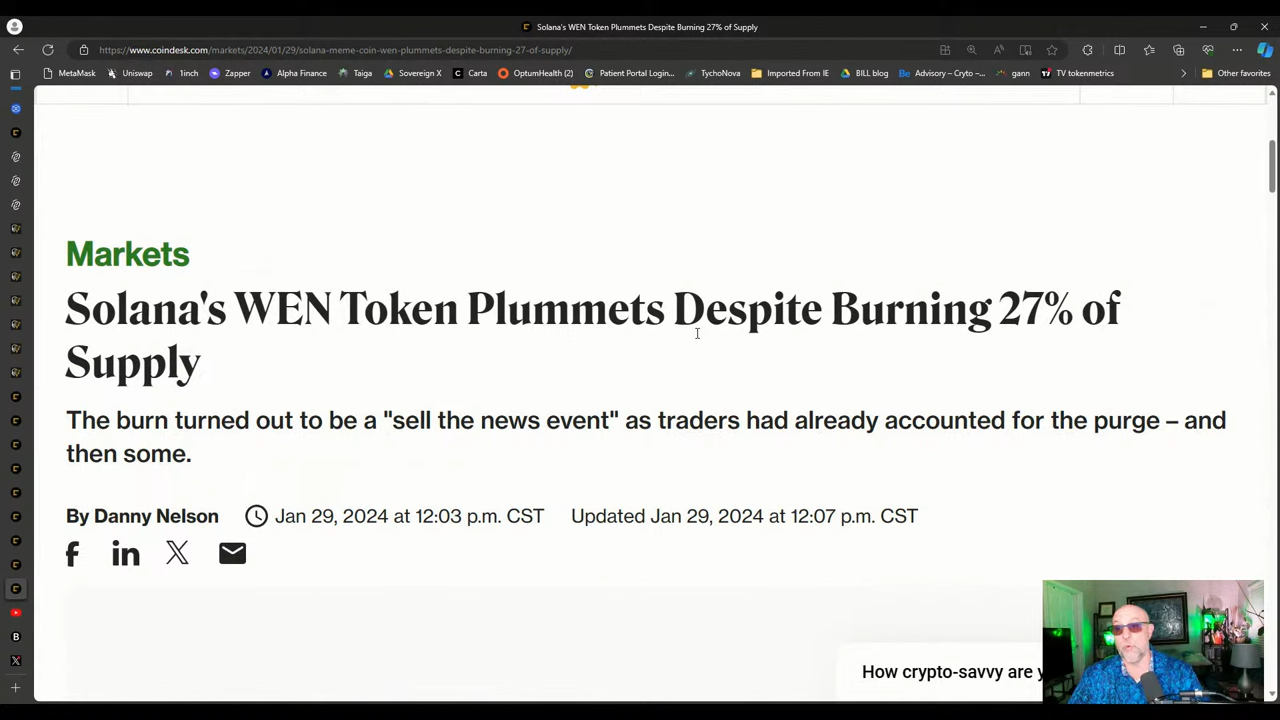 Solana's WEN Token Plummets Despite Burning 27% of Supply
https://www.coindesk.com/markets/2024/01/29/solana-meme-coin-wen-plummets-despite-burning-27-of-supply/
MetaMask Uniswap 1inch Zapper Alpha Finance Taiga Sovereign X Carta OptumHealth (2) Patient Portal Login... TychoNova Imported From IE BILL blog Advisory – Cryto –... gann TV tokenmetrics Other favorites
Markets
Solana's WEN Token Plummets Despite Burning 27% of
Supply
The burn turned out to be a "sell the news event" as traders had already accounted for the purge – and
then some.
By Danny Nelson Jan 29, 2024 at 12:03 p.m. CST Updated Jan 29, 2024 at 12:07 p.m. CST
How crypto-savvy are